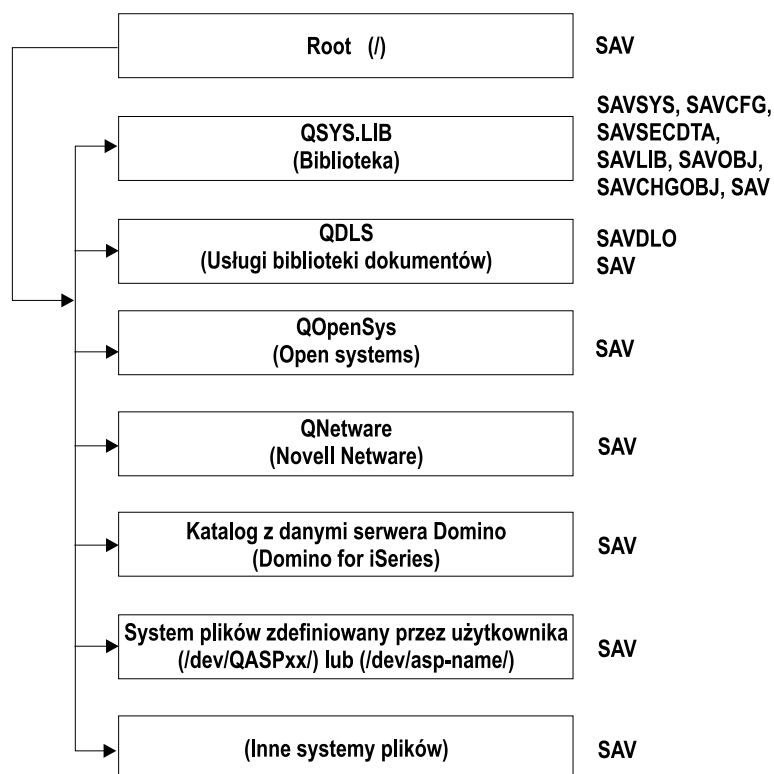 Root (/)
SAV
QSYS.LIB
(Biblioteka)
SAVSYS, SAVCFG,
SAVSECDTA,
SAVLIB, SAVOBJ,
SAVCHGOBJ, SAV
QDLS
(Usługi biblioteki dokumentów)
SAVDLO
SAV
QOpenSys
(Open systems)
SAV
QNetware
(Novell Netware)
SAV
Katalog z danymi serwera Domino
(Domino for iSeries)
SAV
System plików zdefiniowany przez użytkownika
(/dev/QASPxx/) lub (/dev/asp-name/)
SAV
(Inne systemy plików)
SAV